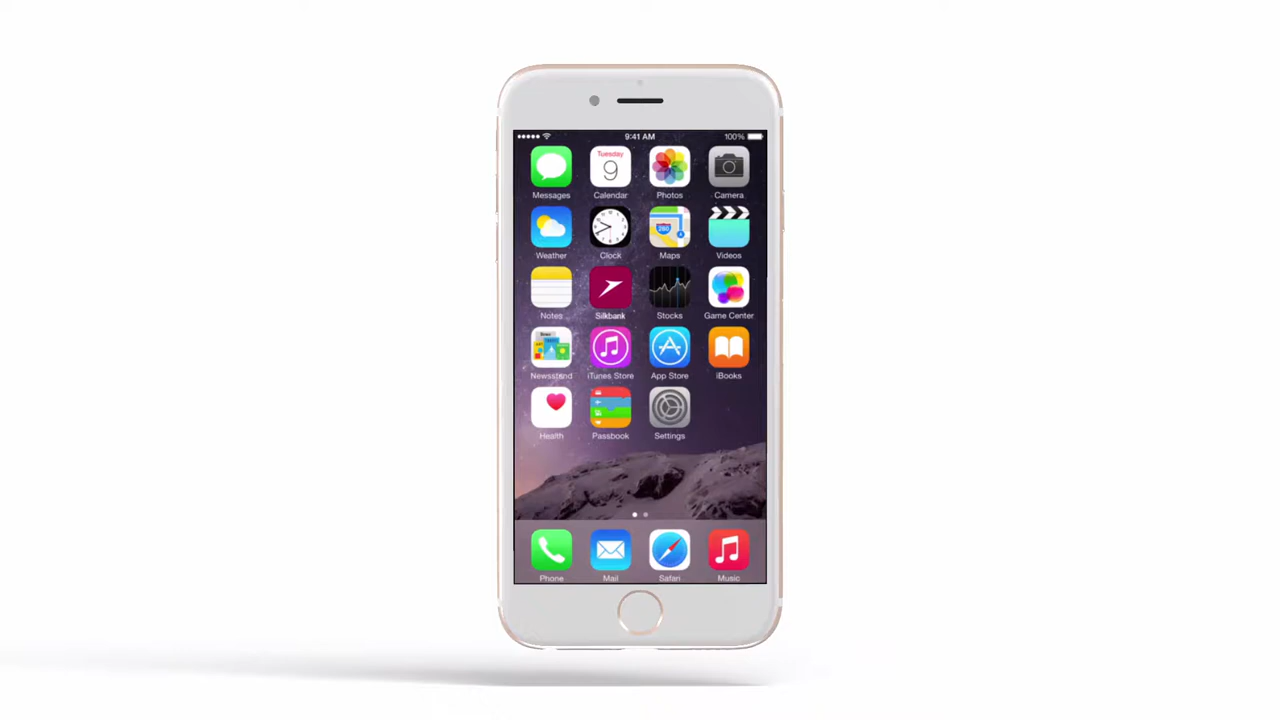 9:41 AM 100%
Tuesday
9 280
Messages Calendar Photos Camera
Weather Clock Maps Videos
Notes Silkbank Stocks Game Center
Newsstand iTunes Store App Store iBooks
Health Passbook Settings
Phone Mail Safari Music